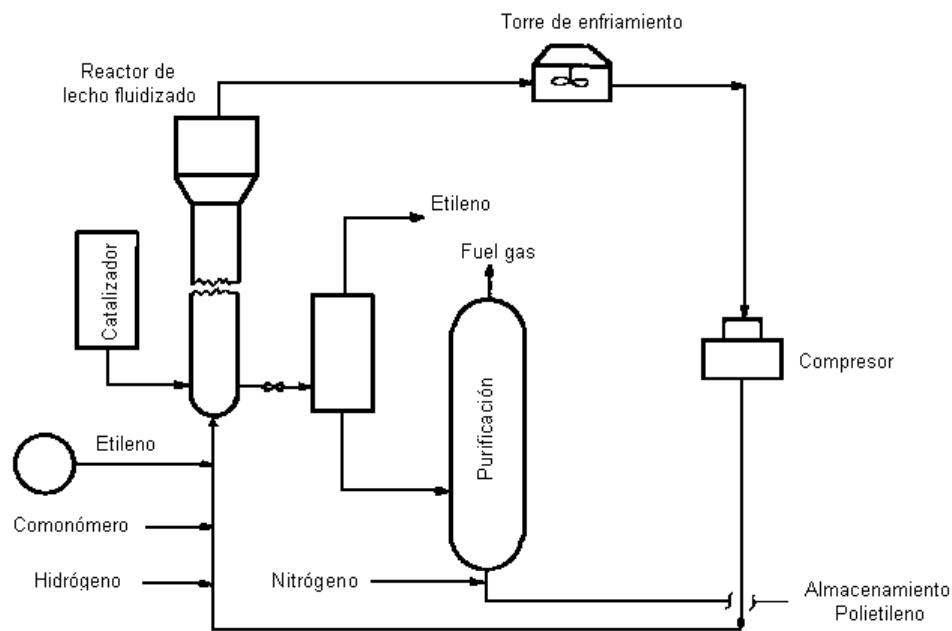 Torre de enfriamiento
Reactor de
lecho fluidizado
Etileno
Fuel gas
Catalizador
Compresor
Purificación
Etileno
Comonómero
Hidrógeno
Nitrógeno
Almacenamiento
Polietileno